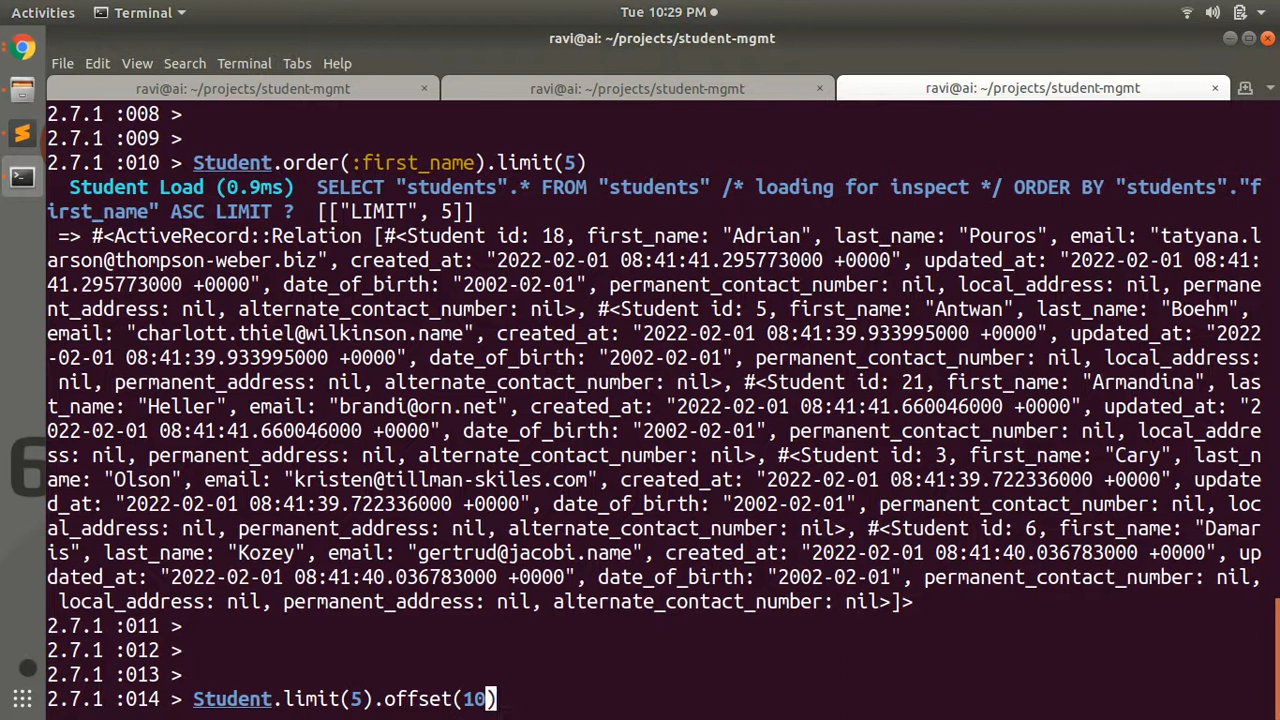 Activities Terminal Tue 10:29 PM
ravi@ai: ~/projects/student-mgmt
File Edit View Search Terminal Tabs Help
ravi@ai: ~/projects/student-mgmt × ravi@ai: ~/projects/student-mgmt × ravi@ai: ~/projects/student-mgmt ×
2.7.1 :008 >
2.7.1 :009 >
2.7.1 :010 > Student.order(:first_name).limit(5)
Student Load (0.9ms)  SELECT "students".* FROM "students" /* loading for inspect */ ORDER BY "students"."f
irst_name" ASC LIMIT ?  [["LIMIT", 5]]
=> #<ActiveRecord::Relation [#<Student id: 18, first_name: "Adrian", last_name: "Pouros", email: "tatyana.l
arson@thompson-weber.biz", created_at: "2022-02-01 08:41:41.295773000 +0000", updated_at: "2022-02-01 08:41:
41.295773000 +0000", date_of_birth: "2002-02-01", permanent_contact_number: nil, local_address: nil, permane
nt_address: nil, alternate_contact_number: nil>, #<Student id: 5, first_name: "Antwan", last_name: "Boehm",
email: "charlott.thiel@wilkinson.name", created_at: "2022-02-01 08:41:39.933995000 +0000", updated_at: "2022
-02-01 08:41:39.933995000 +0000", date_of_birth: "2002-02-01", permanent_contact_number: nil, local_address:
nil, permanent_address: nil, alternate_contact_number: nil>, #<Student id: 21, first_name: "Armandina", las
t_name: "Heller", email: "brandi@orn.net", created_at: "2022-02-01 08:41:41.660046000 +0000", updated_at: "2
022-02-01 08:41:41.660046000 +0000", date_of_birth: "2002-02-01", permanent_contact_number: nil, local_addre
ss: nil, permanent_address: nil, alternate_contact_number: nil>, #<Student id: 3, first_name: "Cary", last_n
ame: "Olson", email: "kristen@tillman-skiles.com", created_at: "2022-02-01 08:41:39.722336000 +0000", update
d_at: "2022-02-01 08:41:39.722336000 +0000", date_of_birth: "2002-02-01", permanent_contact_number: nil, loc
al_address: nil, permanent_address: nil, alternate_contact_number: nil>, #<Student id: 6, first_name: "Damar
is", last_name: "Kozey", email: "gertrud@jacobi.name", created_at: "2022-02-01 08:41:40.036783000 +0000", up
dated_at: "2022-02-01 08:41:40.036783000 +0000", date_of_birth: "2002-02-01", permanent_contact_number: nil,
local_address: nil, permanent_address: nil, alternate_contact_number: nil>]>
2.7.1 :011 >
2.7.1 :012 >
2.7.1 :013 >
2.7.1 :014 > Student.limit(5).offset(10)